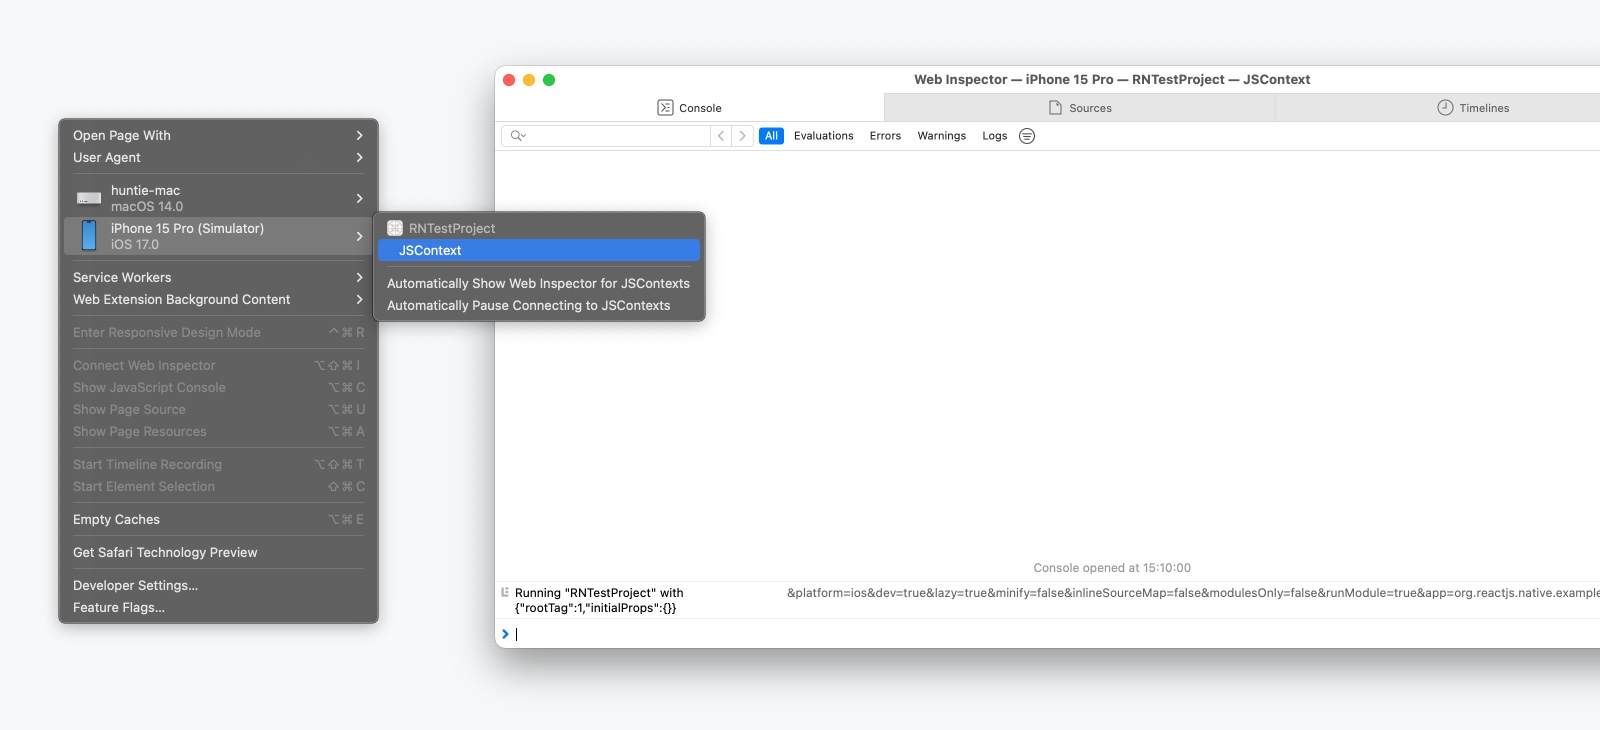 Open Page With
User Agent
huntie-mac
macOS 14.0
iPhone 15 Pro (Simulator)
iOS 17.0
Service Workers
Web Extension Background Content
Enter Responsive Design Mode ^⌘R
Connect Web Inspector ⌥⇧⌘I
Show JavaScript Console ⌥⌘C
Show Page Source ⌥⌘U
Show Page Resources ⌥⌘A
Start Timeline Recording ⌥⇧⌘T
Start Element Selection ⇧⌘C
Empty Caches ⌥⌘E
Get Safari Technology Preview
Developer Settings...
Feature Flags...
RNTestProject
JSContext
Automatically Show Web Inspector for JSContexts
Automatically Pause Connecting to JSContexts
Web Inspector — iPhone 15 Pro — RNTestProject — JSContext
Console Sources Timelines
All Evaluations Errors Warnings Logs
Console opened at 15:10:00
Running "RNTestProject" with &platform=ios&dev=true&lazy=true&minify=false&inlineSourceMap=false&modulesOnly=false&runModule=true&app=org.reactjs.native.example
{"rootTag":1,"initialProps":{}}